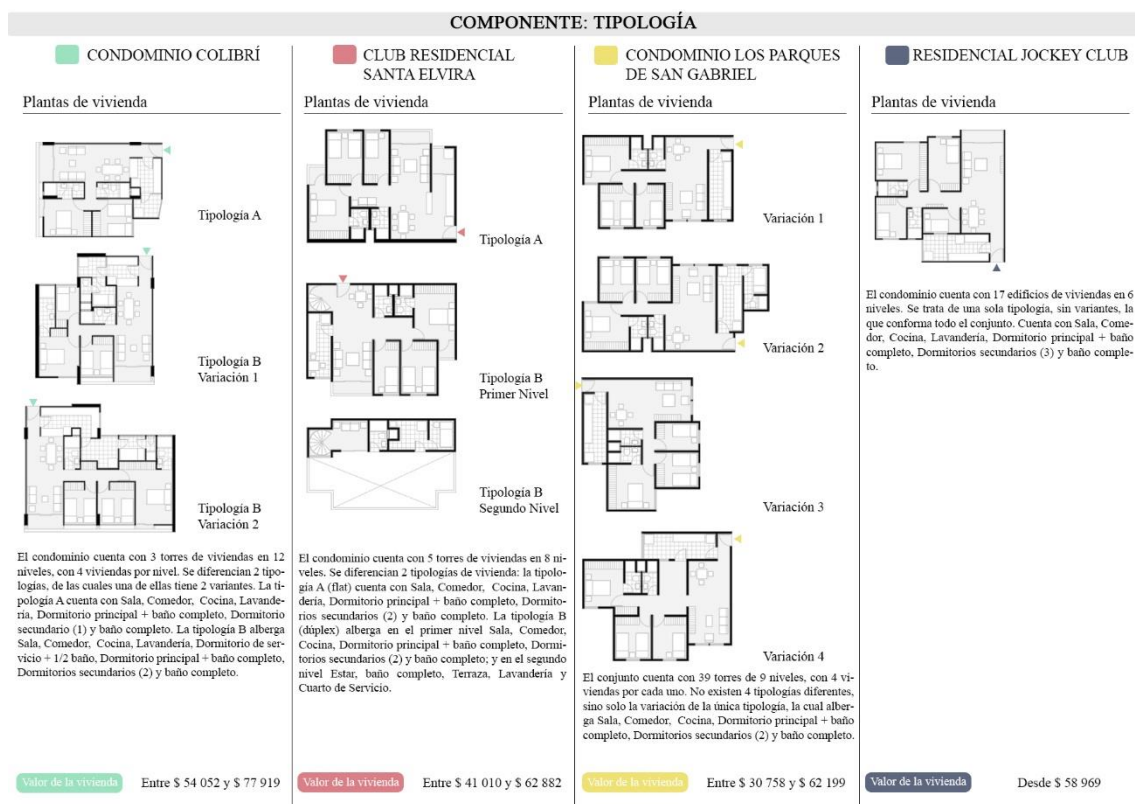 COMPONENTE: TIPOLOGÍA
CONDOMINIO COLIBRÍ
Plantas de vivienda
Tipología A
Tipología B
Variación 1
Tipología B
Variación 2
El condominio cuenta con 3 torres de viviendas en 12
niveles, con 4 viviendas por nivel. Se diferencian 2 tipo-
logías, de las cuales una de ellas tiene 2 variantes. La ti-
pología A cuenta con Sala, Comedor, Cocina, Lavande-
ría, Dormitorio principal + baño completo, Dormitorio
secundario (1) y baño completo. La tipología B alberga
Sala, Comedor, Cocina, Lavandería, Dormitorio de ser-
vicio + 1/2 baño, Dormitorio principal + baño completo,
Dormitorios secundarios (2) y baño completo.
Valor de la vivienda Entre $ 54 052 y $ 77 919
CLUB RESIDENCIAL
SANTA ELVIRA
Plantas de vivienda
Tipología A
Tipología B
Primer Nivel
Tipología B
Segundo Nivel
El condominio cuenta con 5 torres de viviendas en 8 ni-
veles. Se diferencian 2 tipologías de vivienda: la tipolo-
gía A (flat) cuenta con Sala, Comedor, Cocina, Lavan-
dería, Dormitorio principal + baño completo, Dormito-
rios secundarios (2) y baño completo. La tipología B
(dúplex) alberga en el primer nivel Sala, Comedor,
Cocina, Dormitorio principal + baño completo, Dormi-
torios secundarios (2) y baño completo; y en el segundo
nivel Estar, baño completo, Terraza, Lavandería y
Cuarto de Servicio.
Valor de la vivienda Entre $ 41 010 y $ 62 882
CONDOMINIO LOS PARQUES
DE SAN GABRIEL
Plantas de vivienda
Variación 1
Variación 2
Variación 3
Variación 4
El conjunto cuenta con 39 torres de 9 niveles, con 4 vi-
viendas por cada uno. No existen 4 tipologías diferentes,
sino solo la variación de la única tipología, la cual alber-
ga Sala, Comedor, Cocina, Dormitorio principal + baño
completo, Dormitorios secundarios (2) y baño completo.
Valor de la vivienda Entre $ 30 758 y $ 62 199
RESIDENCIAL JOCKEY CLUB
Plantas de vivienda
El condominio cuenta con 17 edificios de viviendas en 6
niveles. Se trata de una sola tipología, sin variantes, la
que conforma todo el conjunto. Cuenta con Sala, Come-
dor, Cocina, Lavandería, Dormitorio principal + baño
completo, Dormitorios secundarios (3) y baño comple-
to.
Valor de la vivienda Desde $ 58 969